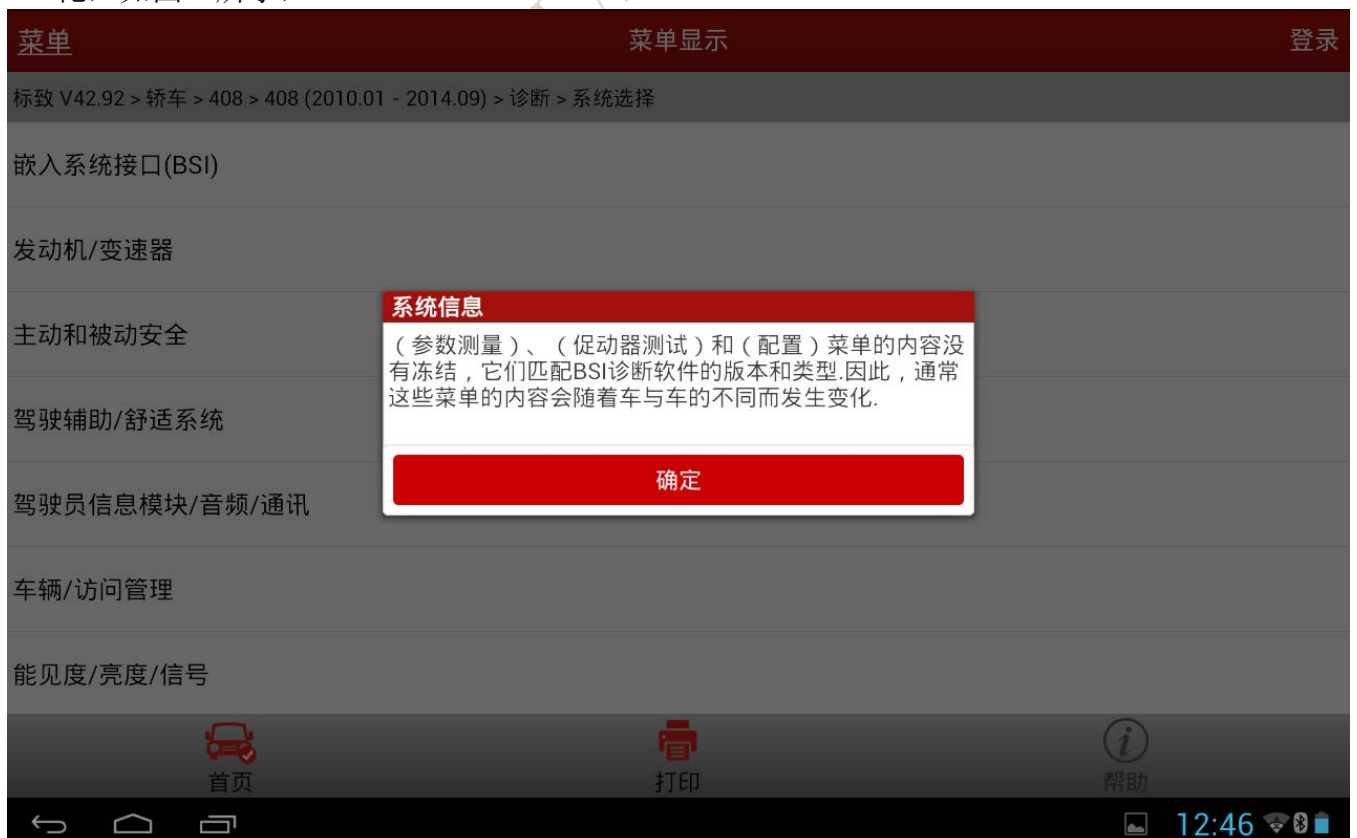 菜单
菜单显示
登录
标致 V42.92 > 轿车 > 408 > 408 (2010.01 - 2014.09) > 诊断 > 系统选择
嵌入系统接口(BSI)
发动机/变速器
主动和被动安全
驾驶辅助/舒适系统
驾驶员信息模块/音频/通讯
车辆/访问管理
能见度/亮度/信号
系统信息
（参数测量）、（促动器测试）和（配置）菜单的内容没
有冻结，它们匹配BSI诊断软件的版本和类型.因此，通常
这些菜单的内容会随着车与车的不同而发生变化.
确定
首页
打印
帮助
12:46